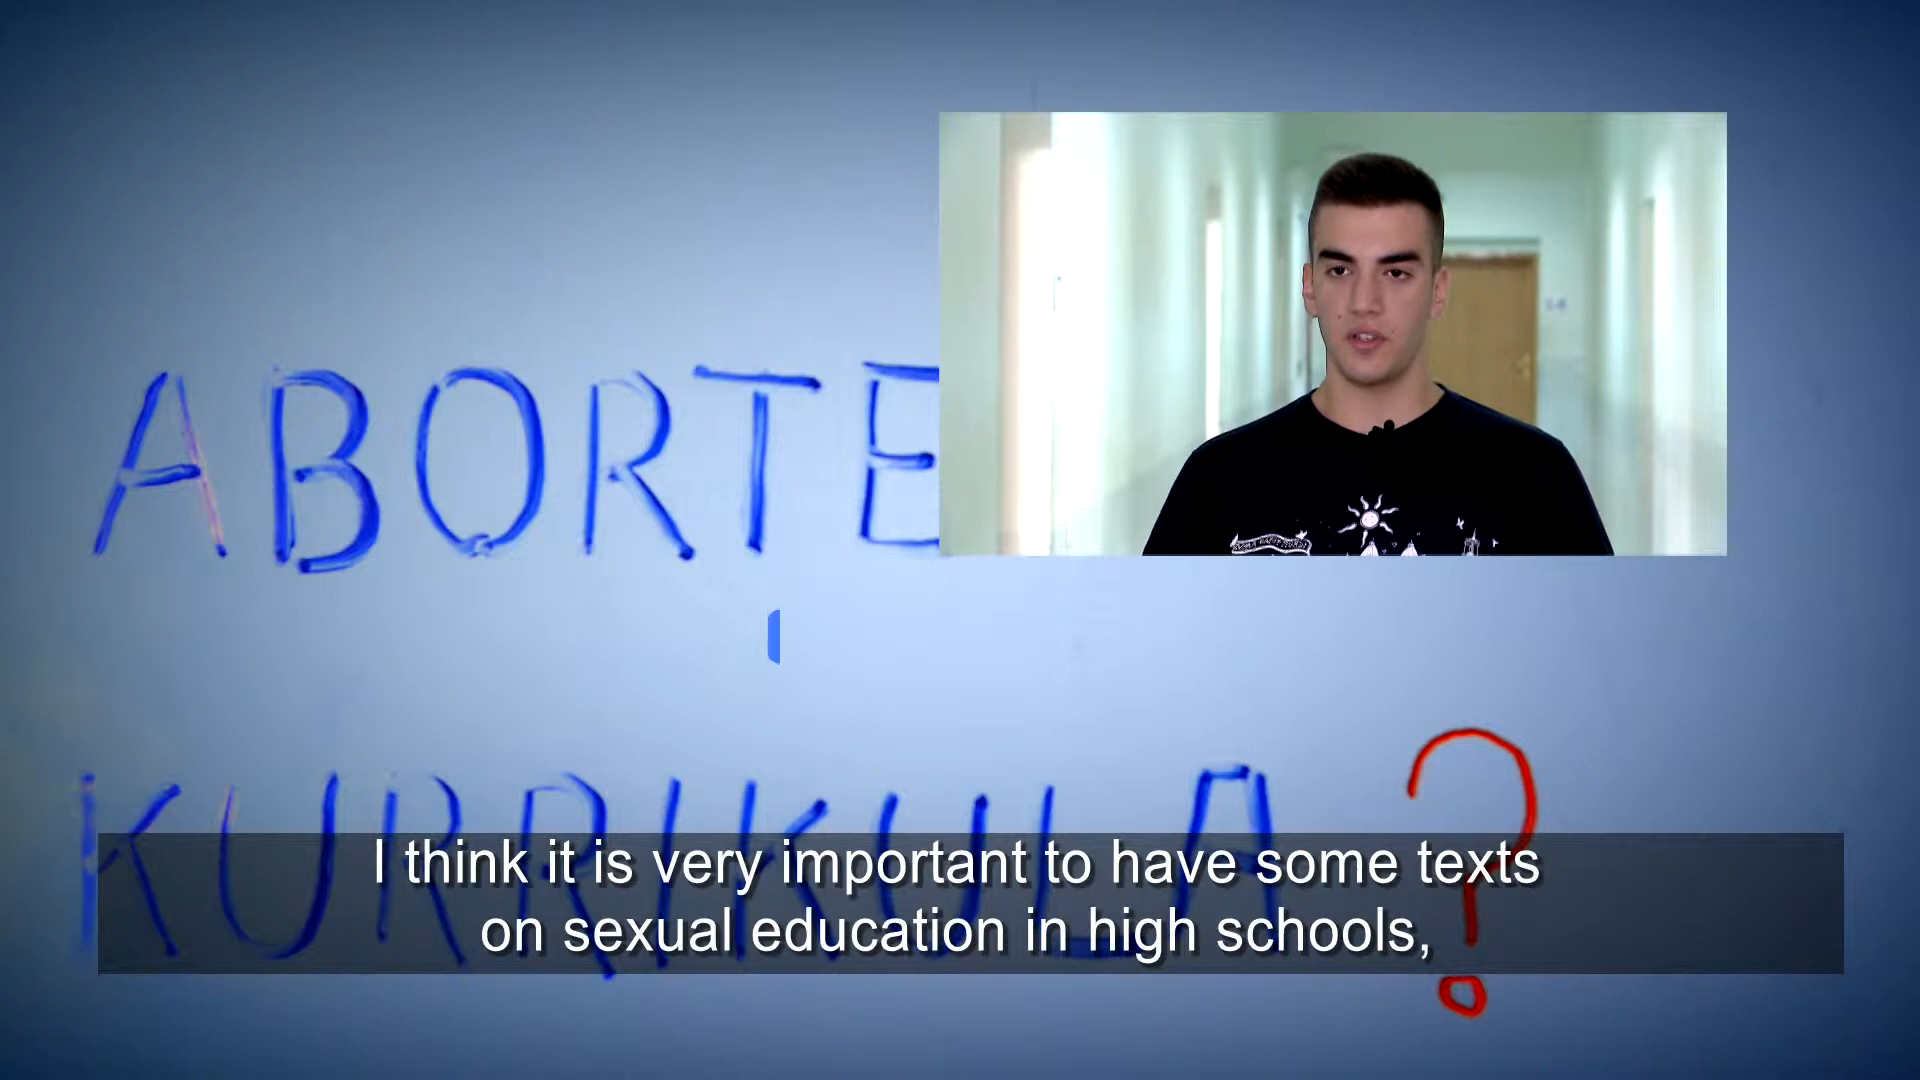 ABORTE
KURRIKULA ?
I think it is very important to have some texts
on sexual education in high schools,